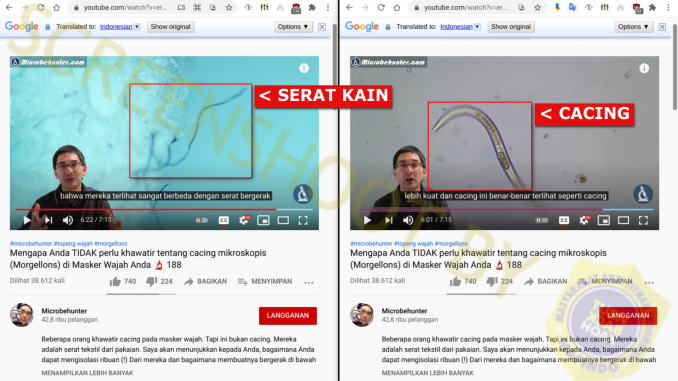 youtube.com/watch?v=er...
Google
Translated to: Indonesian
Show original
Options ▼
Microbehunter.com
< SERAT KAIN
bahwa mereka terlihat sangat berbeda dengan serat bergerak
6:22 / 7:15
#microbehunter #topeng wajah #morgellons
Mengapa Anda TIDAK perlu khawatir tentang cacing mikroskopis
(Morgellons) di Masker Wajah Anda 🔬 188
Dilihat 38.612 kali
740
224
BAGIKAN
MENYIMPAN
Microbehunter
42,8 ribu pelanggan
LANGGANAN
Beberapa orang khawatir cacing pada masker wajah. Tapi ini bukan cacing. Mereka
adalah serat tekstil dari pakaian. Saya akan menunjukkan kepada Anda, bagaimana Anda
dapat mengisolasi ribuan (!) Dari mereka dan bagaimana membuatnya bergerak di bawah
MENAMPILKAN LEBIH BANYAK
youtube.com/watch?v=er...
Google
Translated to: Indonesian
Show original
Options ▼
Microbehunter.com
< CACING
lebih kuat dan cacing ini benar-benar terlihat seperti cacing
6:01 / 7:15
#microbehunter #topeng wajah #morgellons
Mengapa Anda TIDAK perlu khawatir tentang cacing mikroskopis
(Morgellons) di Masker Wajah Anda 🔬 188
Dilihat 38.612 kali
740
224
BAGIKAN
MENYIMPAN
Microbehunter
42,8 ribu pelanggan
LANGGANAN
Beberapa orang khawatir cacing pada masker wajah. Tapi ini bukan cacing. Mereka
adalah serat tekstil dari pakaian. Saya akan menunjukkan kepada Anda, bagaimana Anda
dapat mengisolasi ribuan (!) Dari mereka dan bagaimana membuatnya bergerak di bawah
MENAMPILKAN LEBIH BANYAK
SCREENSHOOT BY